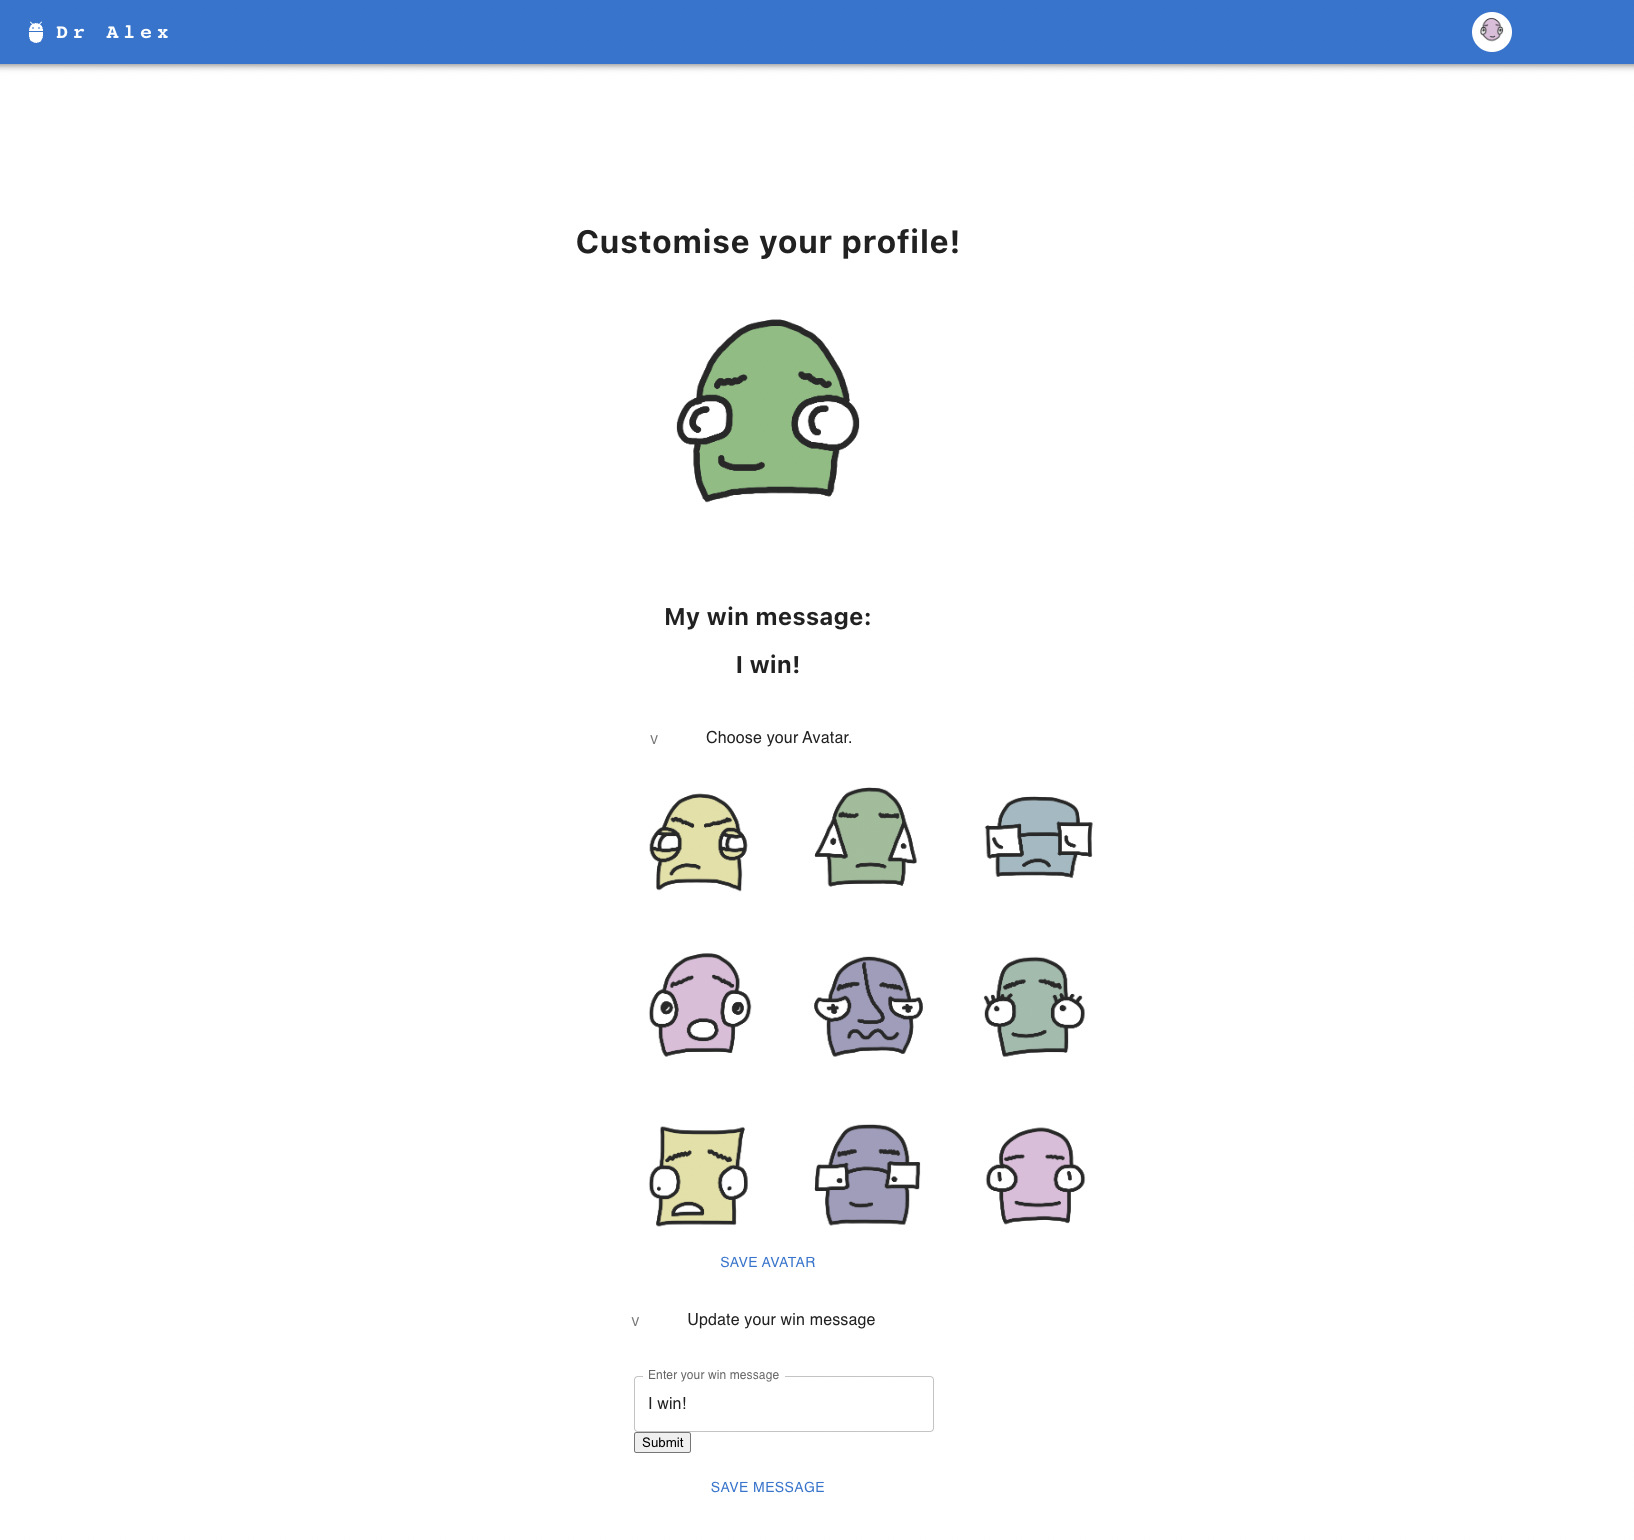 Dr Alex
Customise your profile!
My win message:
I win!
v Choose your Avatar.
SAVE AVATAR
v Update your win message
Enter your win message
I win!
Submit
SAVE MESSAGE